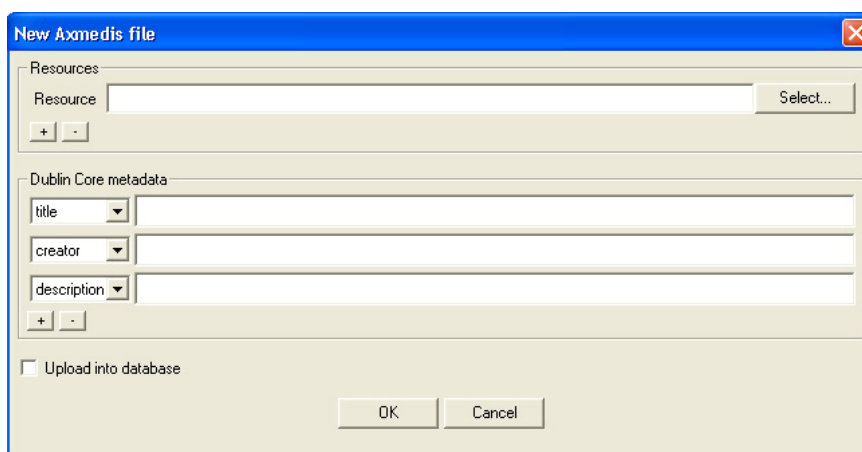 New Axmedis file
Resources
Resource Select...
+ -
Dublin Core metadata
title
creator
description
+ -
Upload into database
OK Cancel